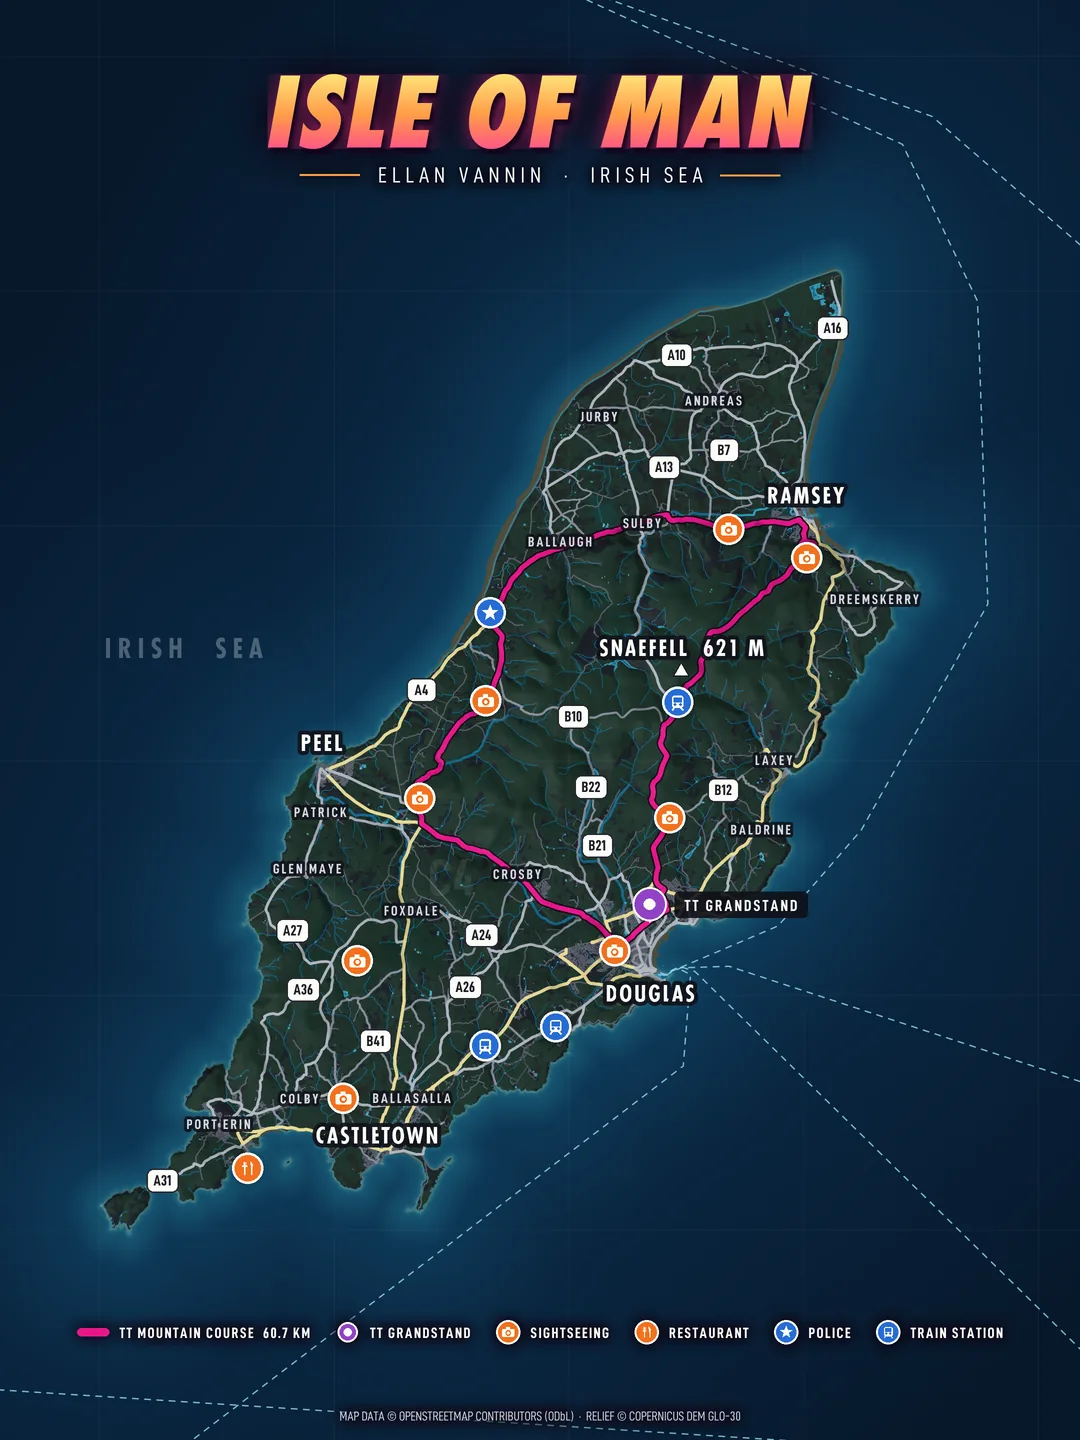 ISLE OF MAN
ELLAN VANNIN · IRISH SEA
A16
A10
ANDREAS
JURBY
B7
A13
RAMSEY
SULBY
BALLAUGH
DREEMSKERRY
IRISH SEA
SNAEFELL 621 M
A4
B10
PEEL
LAXEY
B22
B12
PATRICK
BALDRINE
B21
GLEN MAYE
CROSBY
TT GRANDSTAND
FOXDALE
A27
A24
A36
A26
DOUGLAS
B41
COLBY
BALLASALLA
PORT ERIN
CASTLETOWN
A31
TT MOUNTAIN COURSE 60.7 KM
TT GRANDSTAND
SIGHTSEEING
RESTAURANT
POLICE
TRAIN STATION
MAP DATA © OPENSTREETMAP CONTRIBUTORS (ODbL) · RELIEF © COPERNICUS DEM GLO-30